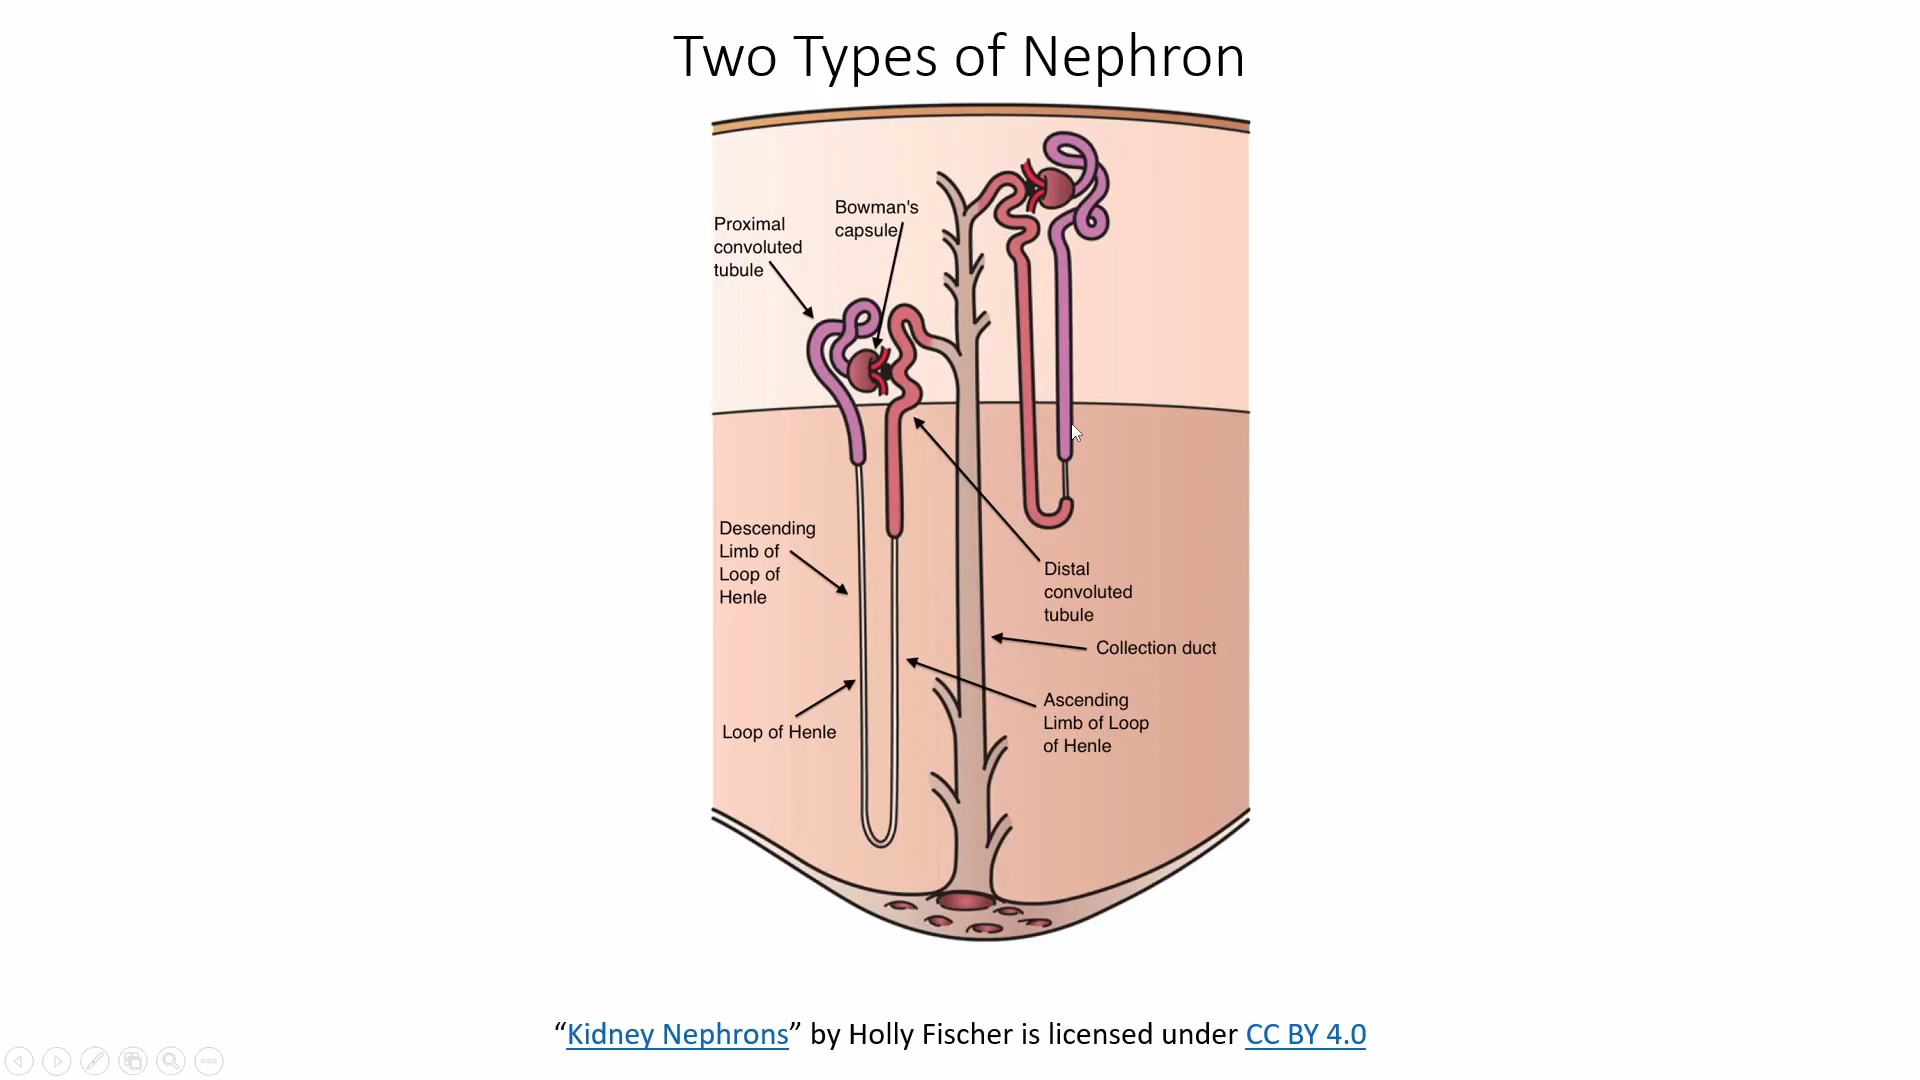 Two Types of Nephron
Proximal
convoluted
tubule
Bowman's
capsule
Descending
Limb of
Loop of
Henle
Loop of Henle
Distal
convoluted
tubule
Collection duct
Ascending
Limb of Loop
of Henle
“Kidney Nephrons” by Holly Fischer is licensed under CC BY 4.0